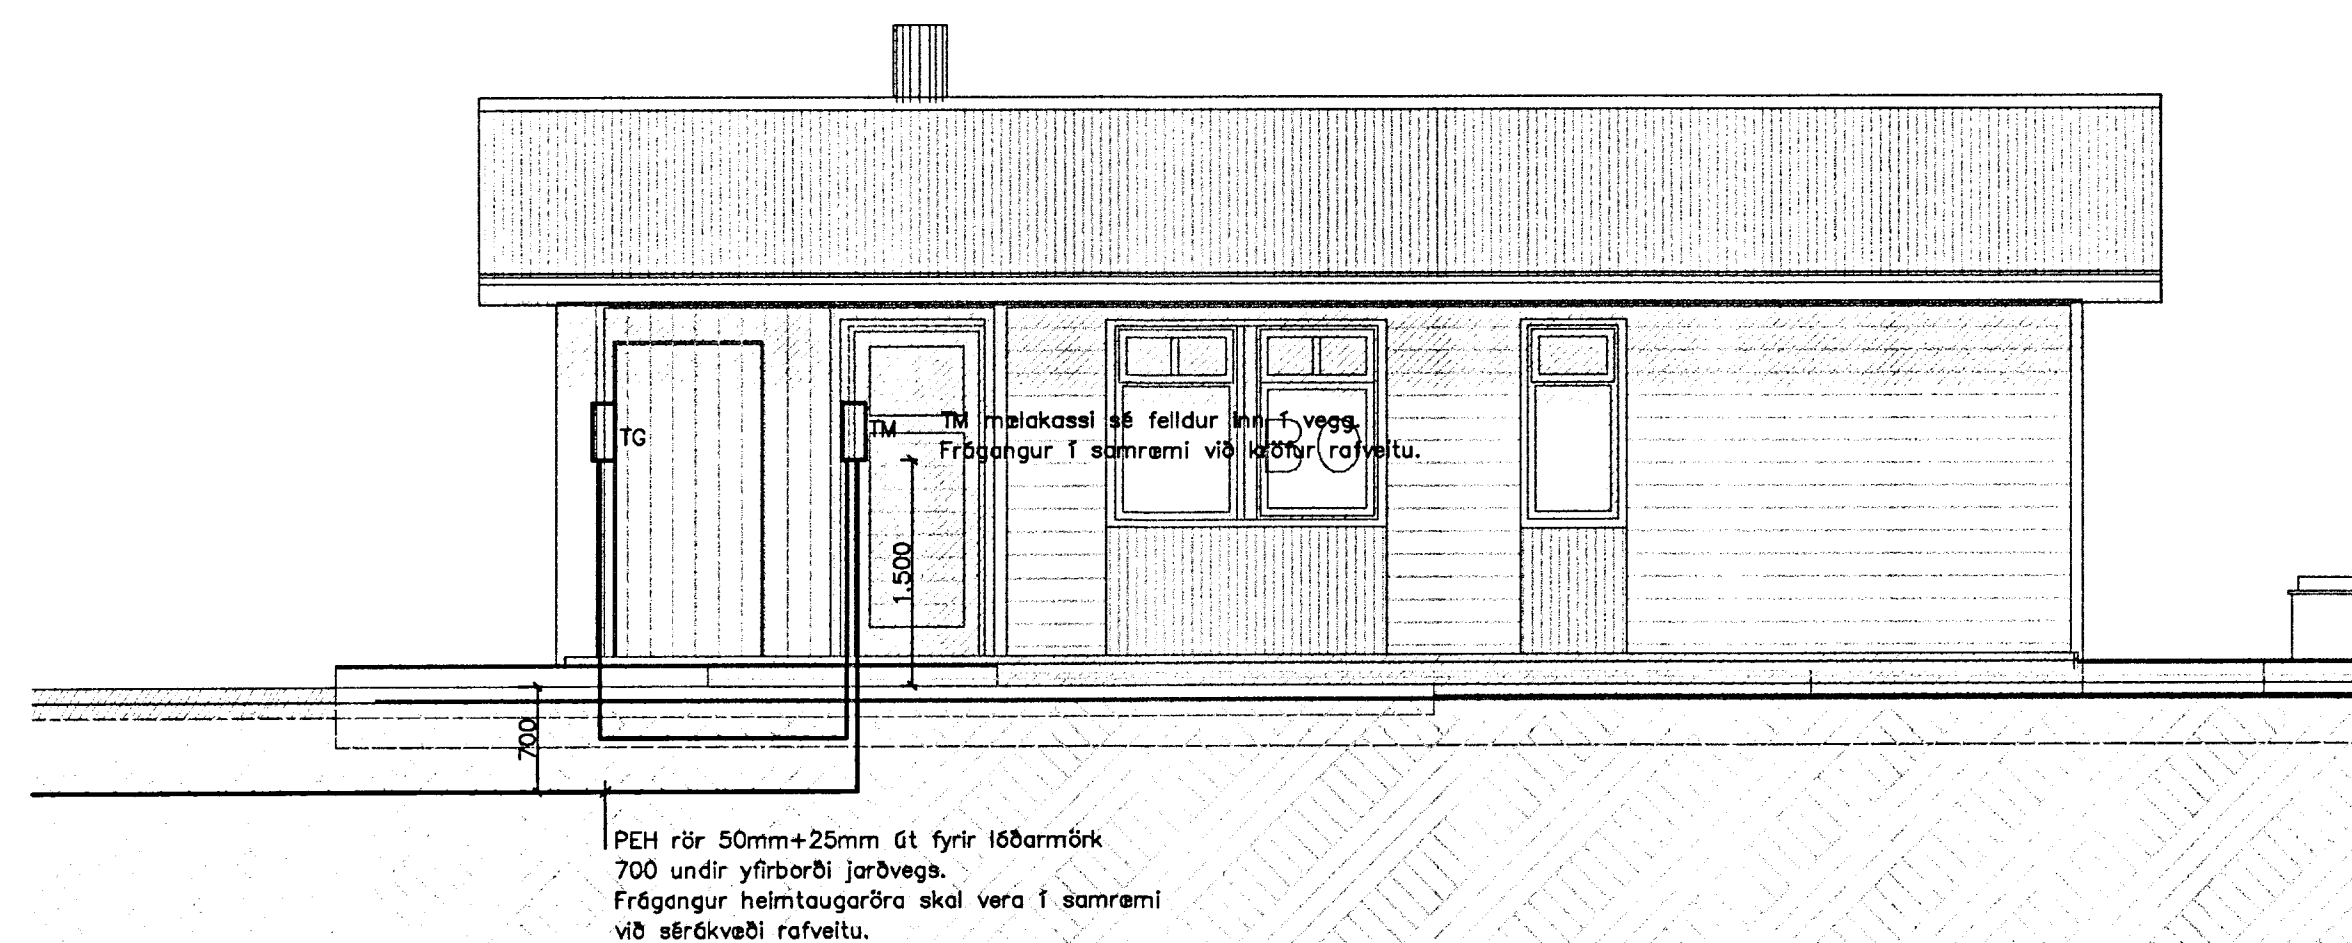 TG
TM
TM mælakassi sé felldur inn í vegg.
Frágangur í samræmi við kröfur rafveitu.
BO
1.500
700
PEH rör 50mm+25mm út fyrir lóðarmörk
700 undir yfirborði jarðvegs.
Frágangur heimtaugaröra skal vera í samræmi
við sérákvæði rafveitu.